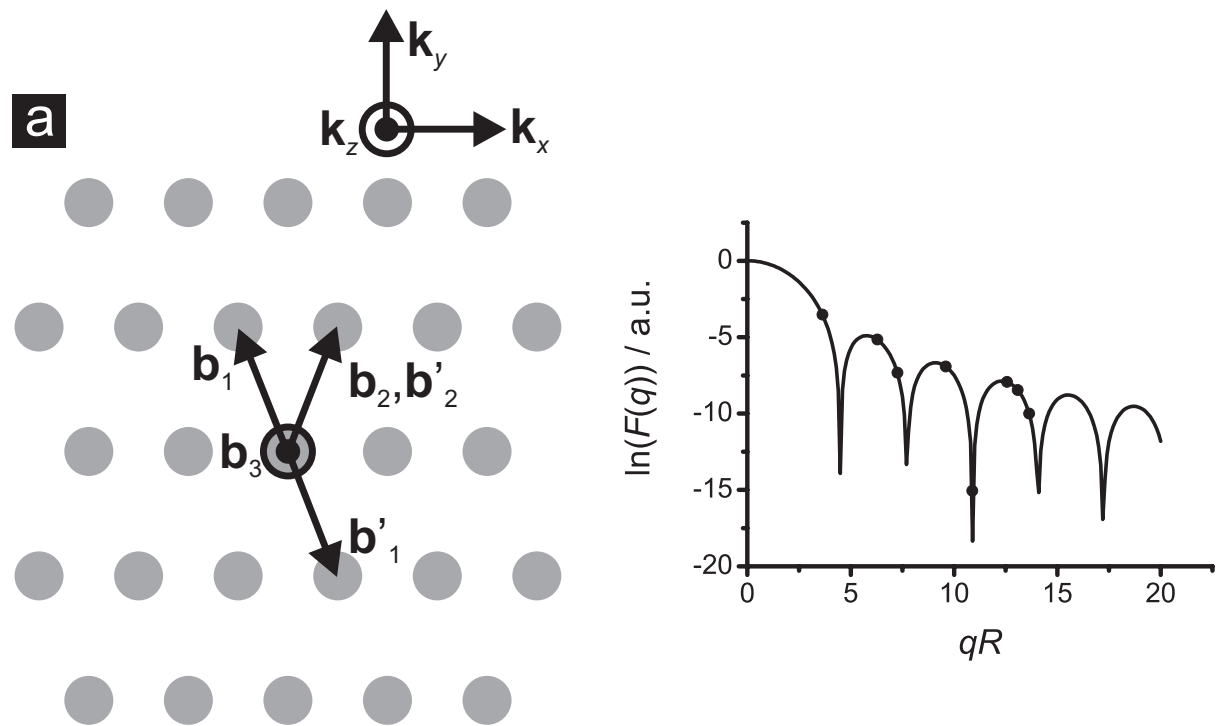 a
k_y
k_z
k_x
b_1
b_2,b'_2
b_3
b'_1
ln(F(q)) / a.u.
0
-5
-10
-15
-20
0 5 10 15 20
qR